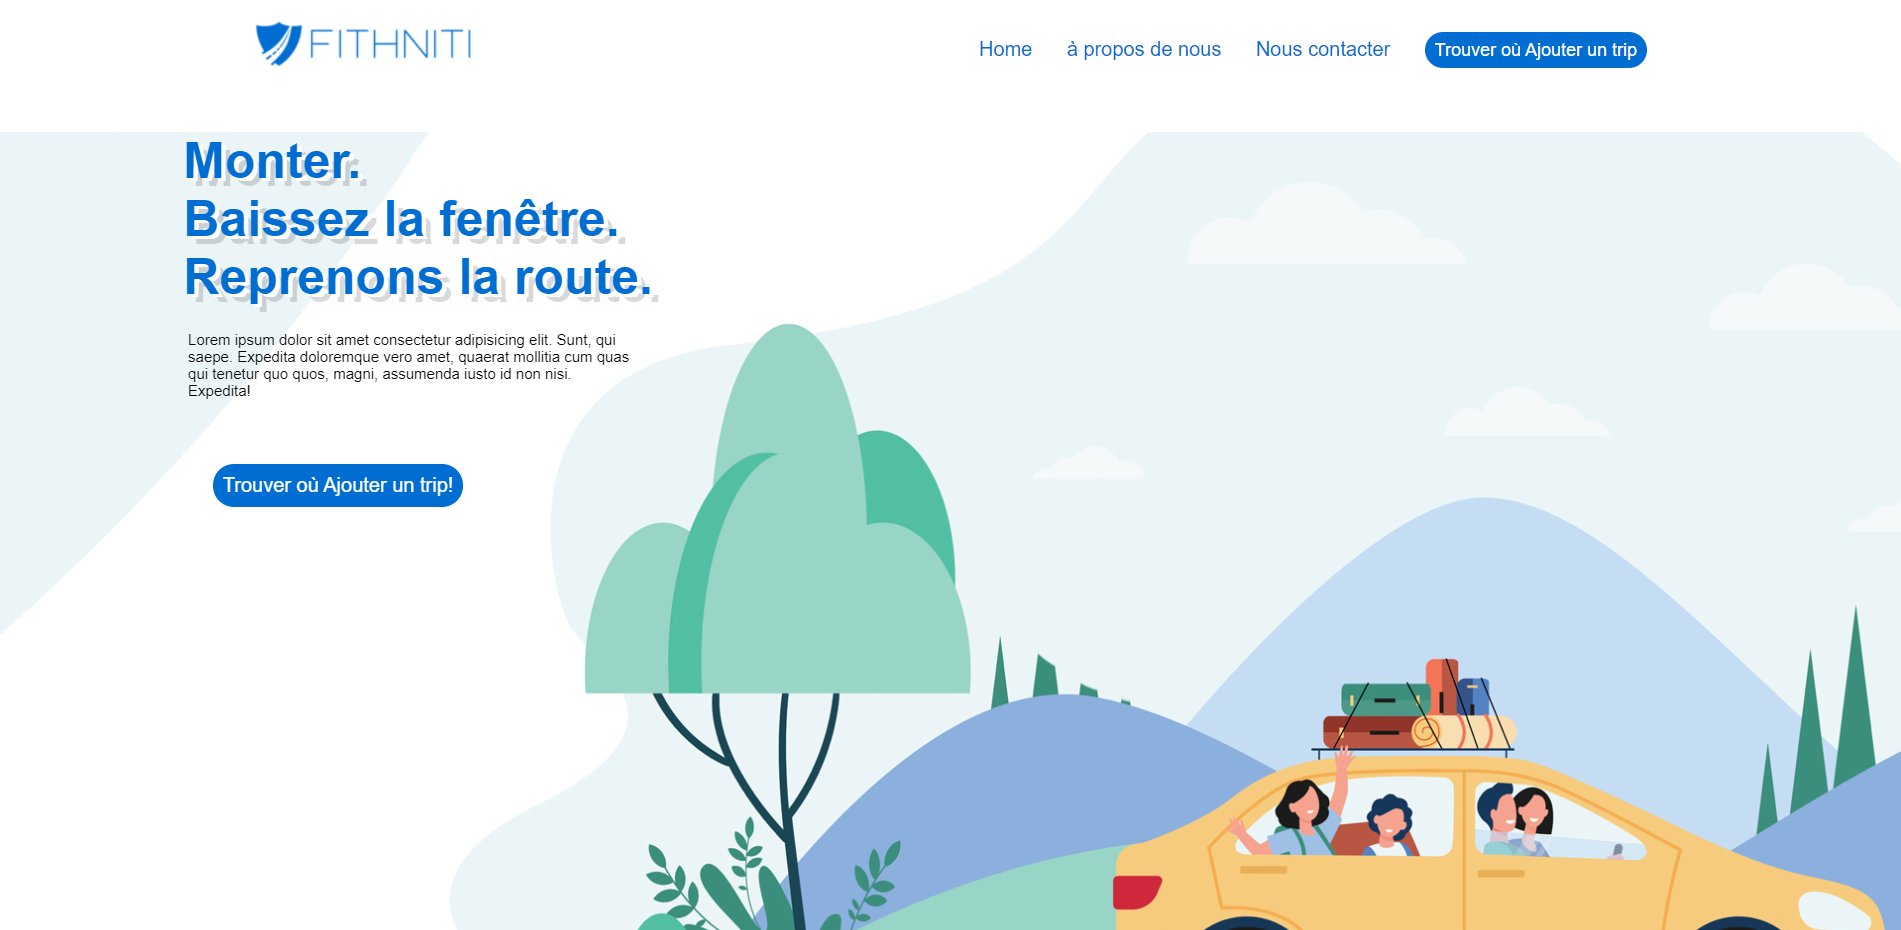 FITHNITI
Home
à propos de nous
Nous contacter
Trouver où Ajouter un trip
Monter.
Baissez la fenêtre.
Reprenons la route.
Lorem ipsum dolor sit amet consectetur adipisicing elit. Sunt, qui
saepe. Expedita doloremque vero amet, quaerat mollitia cum quas
qui tenetur quo quos, magni, assumenda iusto id non nisi.
Expedita!
Trouver où Ajouter un trip!